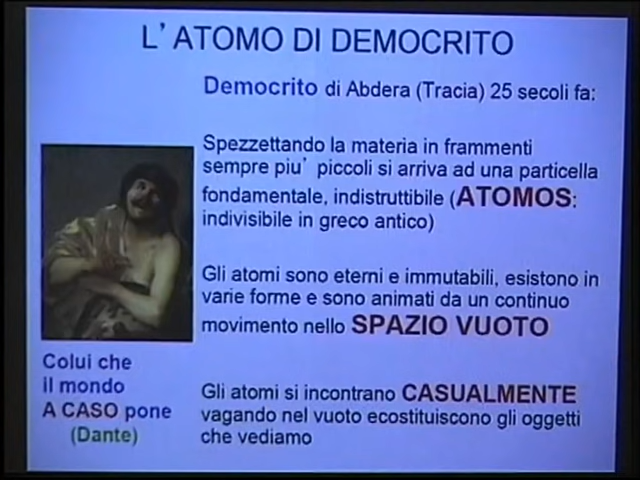 L' ATOMO DI DEMOCRITO
Democrito di Abdera (Tracia) 25 secoli fa:
Spezzettando la materia in frammenti
sempre piu' piccoli si arriva ad una particella
fondamentale, indistruttibile (ATOMOS:
indivisibile in greco antico)
Gli atomi sono eterni e immutabili, esistono in
varie forme e sono animati da un continuo
movimento nello SPAZIO VUOTO
Gli atomi si incontrano CASUALMENTE
vagando nel vuoto ecostituiscono gli oggetti
che vediamo
Colui che
il mondo
A CASO pone
(Dante)